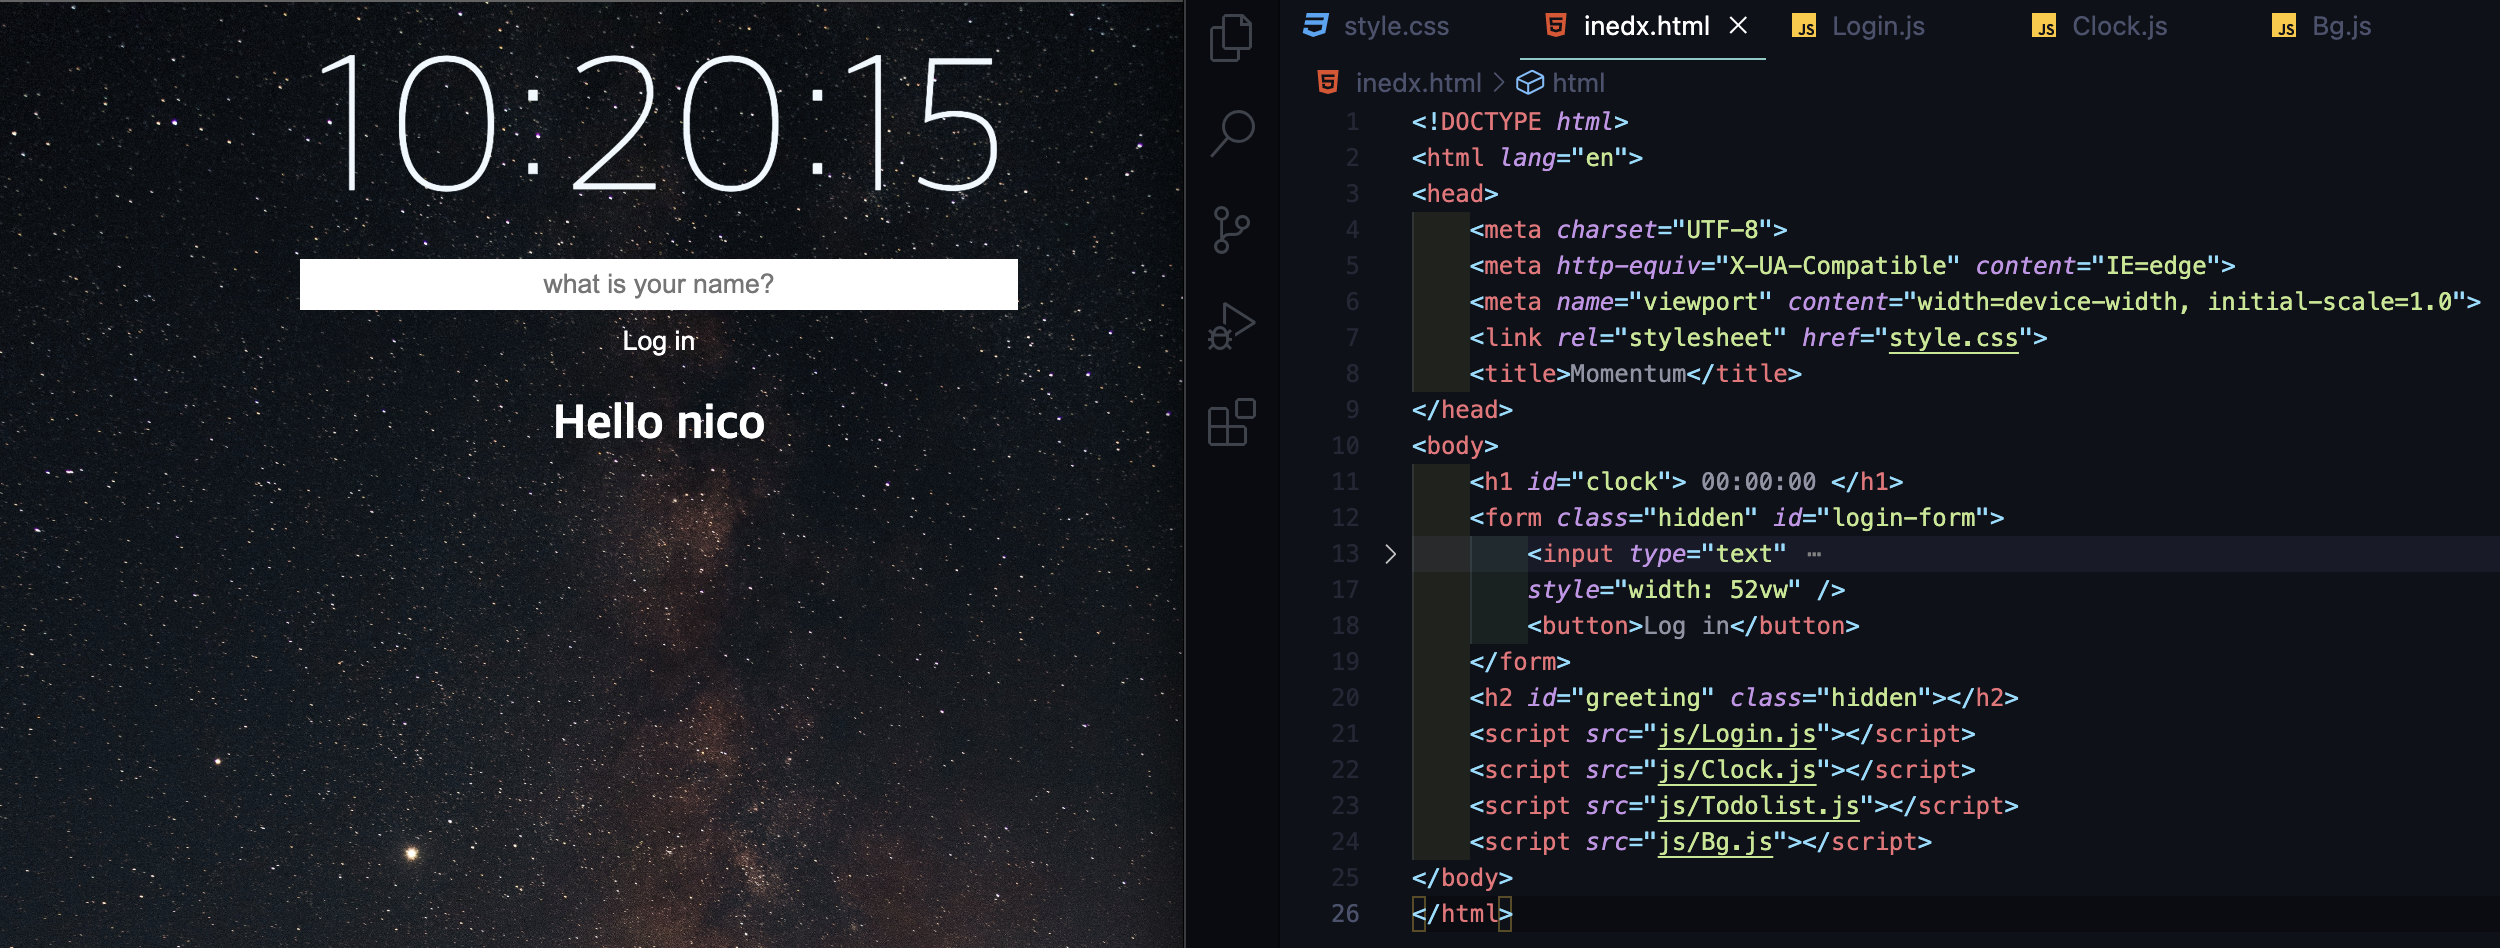 10:20:15
what is your name?
Log in
Hello nico
style.css
inedx.html
Login.js
Clock.js
Bg.js
inedx.html > html
1 <!DOCTYPE html>
2 <html lang="en">
3 <head>
4 <meta charset="UTF-8">
5 <meta http-equiv="X-UA-Compatible" content="IE=edge">
6 <meta name="viewport" content="width=device-width, initial-scale=1.0">
7 <link rel="stylesheet" href="style.css">
8 <title>Momentum</title>
9 </head>
10 <body>
11 <h1 id="clock"> 00:00:00 </h1>
12 <form class="hidden" id="login-form">
13 <input type="text" …
17 style="width: 52vw" />
18 <button>Log in</button>
19 </form>
20 <h2 id="greeting" class="hidden"></h2>
21 <script src="js/Login.js"></script>
22 <script src="js/Clock.js"></script>
23 <script src="js/Todolist.js"></script>
24 <script src="js/Bg.js"></script>
25 </body>
26 </html>